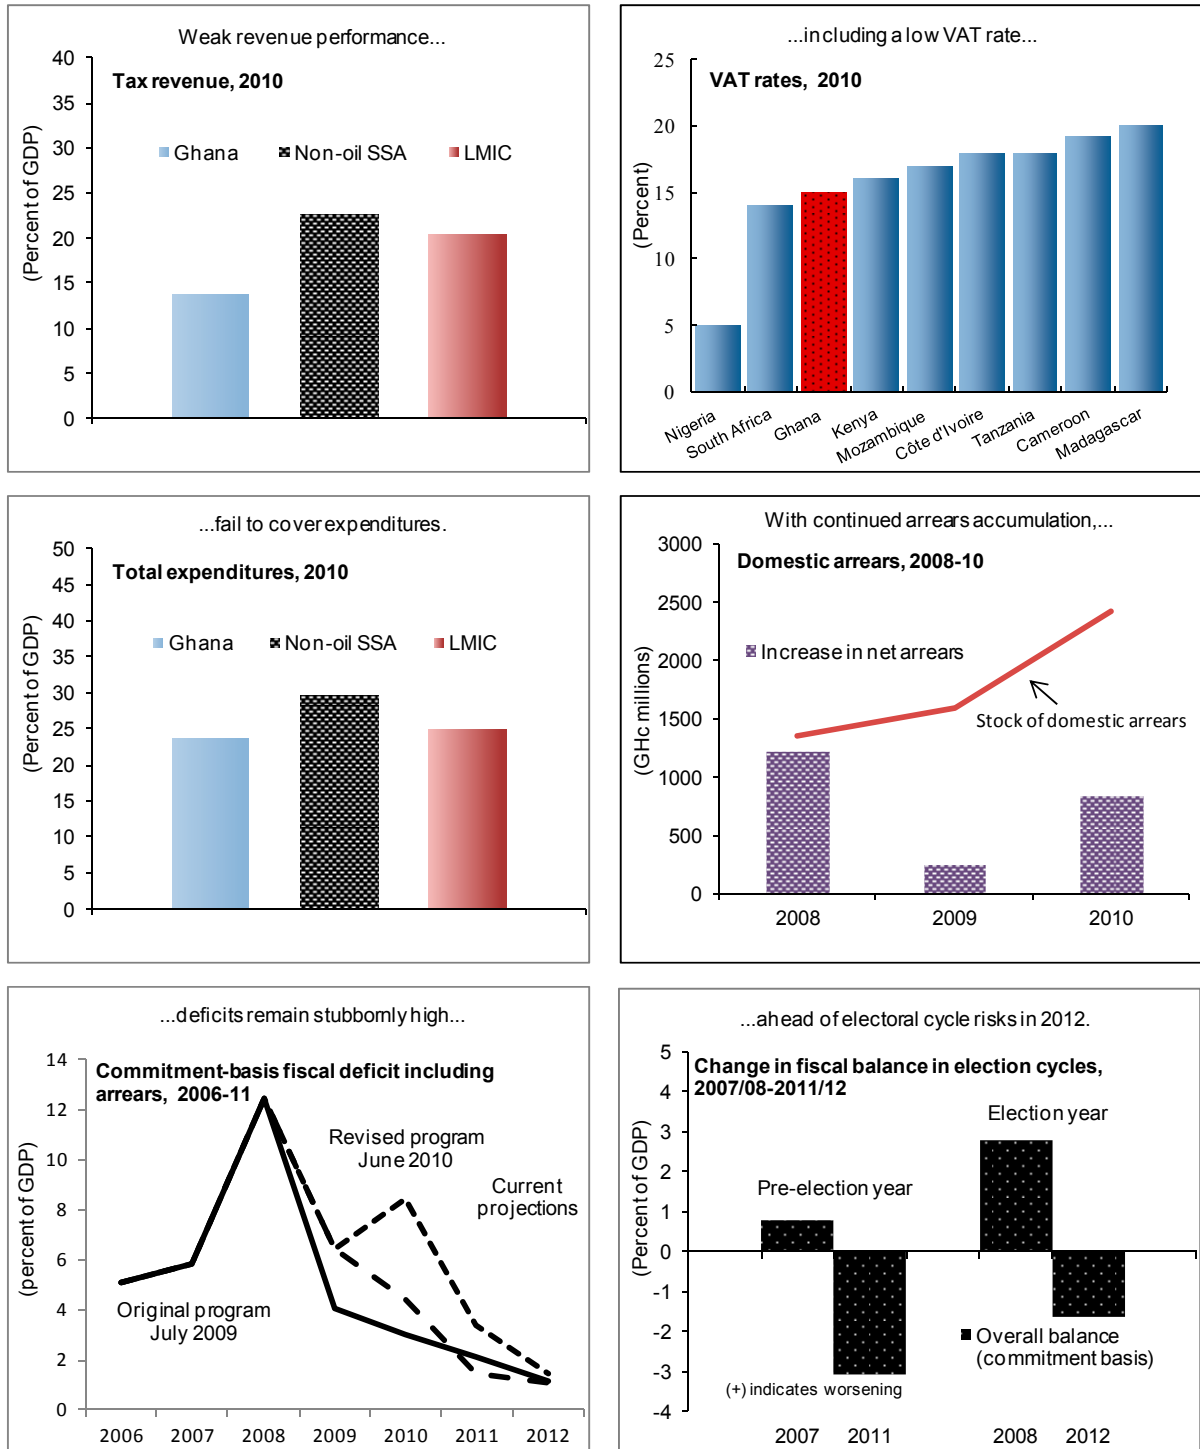 Weak revenue performance...
Tax revenue, 2010
(Percent of GDP)
40
35
30
25
20
15
10
5
0
Ghana
Non-oil SSA
LMIC
...including a low VAT rate...
VAT rates, 2010
(Percent)
25
20
15
10
5
0
Nigeria
South Africa
Ghana
Kenya
Mozambique
Côte d'Ivoire
Tanzania
Cameroon
Madagascar
...fail to cover expenditures.
Total expenditures, 2010
(Percent of GDP)
50
45
40
35
30
25
20
15
10
5
0
Ghana
Non-oil SSA
LMIC
With continued arrears accumulation,...
Domestic arrears, 2008-10
(GHc millions)
3000
2500
2000
1500
1000
500
0
Increase in net arrears
Stock of domestic arrears
2008
2009
2010
...deficits remain stubbornly high...
Commitment-basis fiscal deficit including
arrears, 2006-11
(percent of GDP)
14
12
10
8
6
4
2
0
Revised program
June 2010
Current
projections
Original program
July 2009
2006
2007
2008
2009
2010
2011
2012
...ahead of electoral cycle risks in 2012.
Change in fiscal balance in election cycles,
2007/08-2011/12
(Percent of GDP)
5
4
3
2
1
0
-1
-2
-3
-4
Election year
Pre-election year
Overall balance
(commitment basis)
(+) indicates worsening
2007
2011
2008
2012